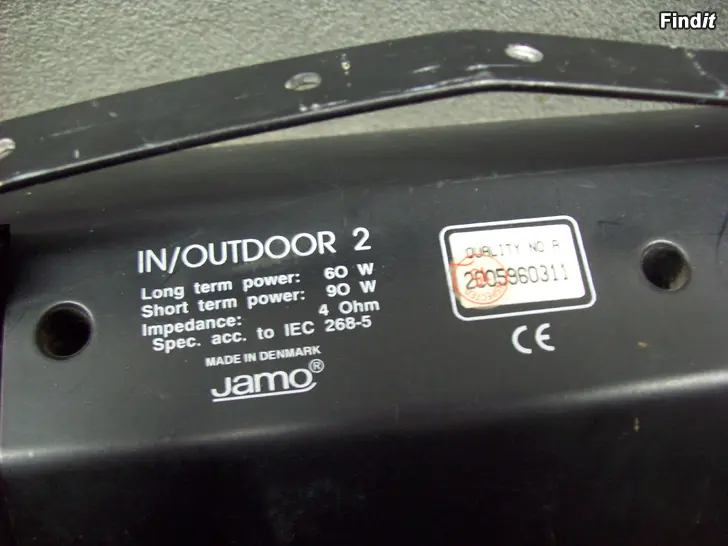 Findit
IN/OUTDOOR 2
Long term power: 60 W
Short term power: 90 W
Impedance: 4 Ohm
Spec. acc. to IEC 268-5
MADE IN DENMARK
Jamo®
QUALITY NO A
2005960311
CE